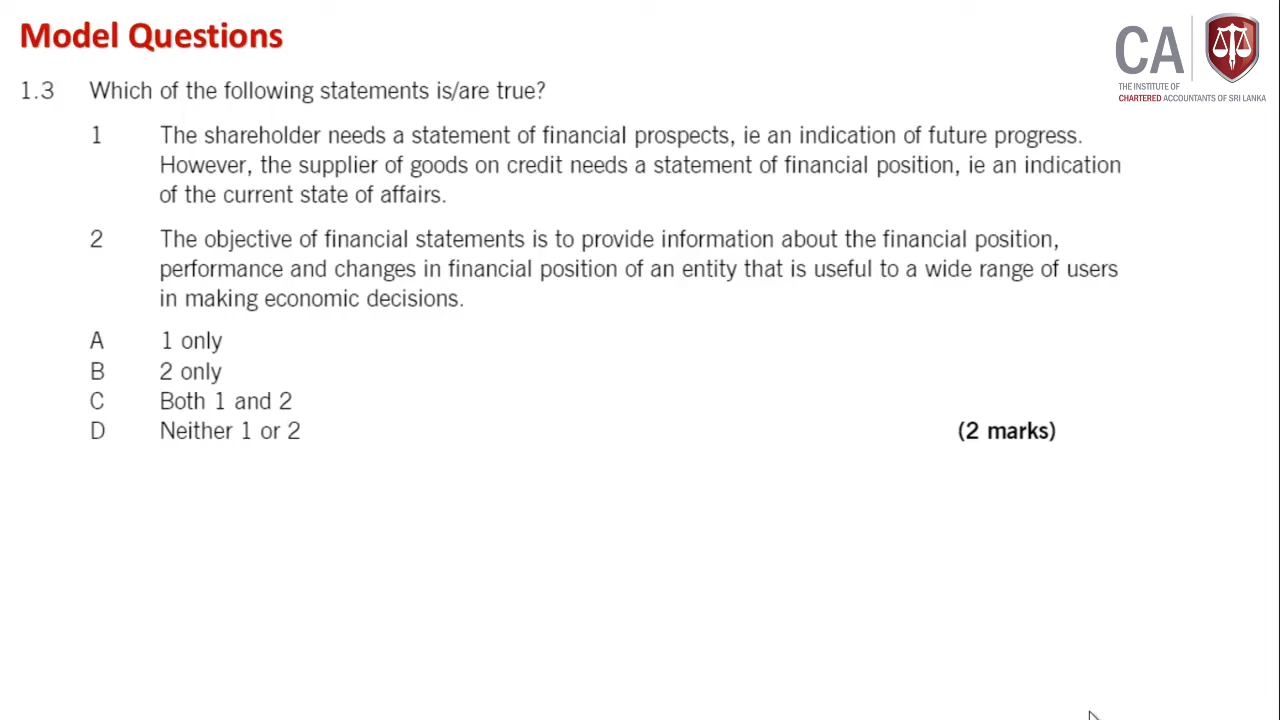 Model Questions
CA
THE INSTITUTE OF
CHARTERED ACCOUNTANTS OF SRI LANKA
1.3 Which of the following statements is/are true?
1 The shareholder needs a statement of financial prospects, ie an indication of future progress.
However, the supplier of goods on credit needs a statement of financial position, ie an indication
of the current state of affairs.
2 The objective of financial statements is to provide information about the financial position,
performance and changes in financial position of an entity that is useful to a wide range of users
in making economic decisions.
A 1 only
B 2 only
C Both 1 and 2
D Neither 1 or 2 (2 marks)